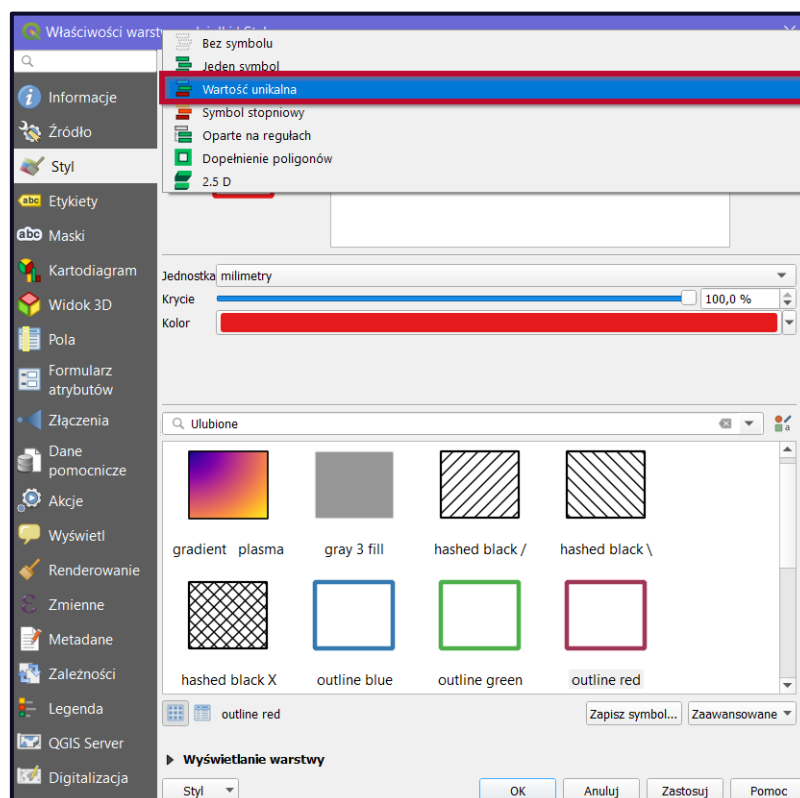 Właściwości warst
Bez symbolu
Jeden symbol
Wartość unikalna
Symbol stopniowy
Oparte na regułach
Dopełnienie poligonów
2.5 D
Informacje
Źródło
Styl
abc Etykiety
abc Maski
Kartodiagram
Widok 3D
Pola
Formularz
atrybutów
Złączenia
Dane
pomocnicze
Akcje
Wyświetl
Renderowanie
Zmienne
Metadane
Zależności
Legenda
QGIS Server
Digitalizacja
Jednostka milimetry
Krycie 100,0 %
Kolor
Ulubione
a
gradient plasma gray 3 fill hashed black / hashed black \
hashed black X outline blue outline green outline red
outline red Zapisz symbol... Zaawansowane
Wyświetlanie warstwy
Styl OK Anuluj Zastosuj Pomoc